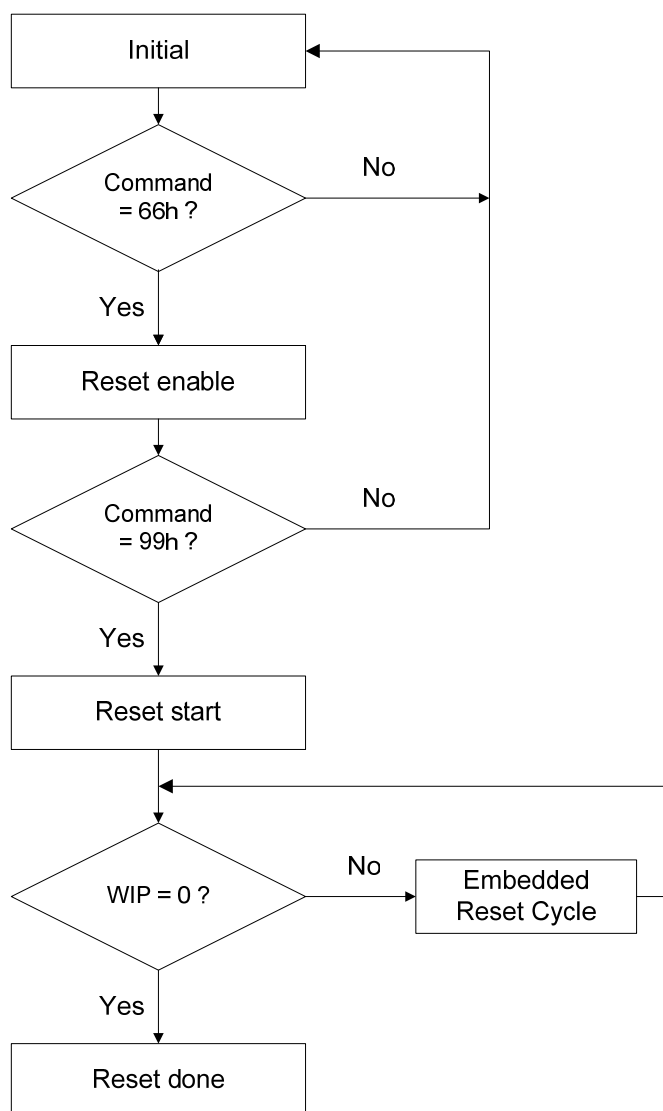 Initial
Command
= 66h ?
No
Yes
Reset enable
Command
= 99h ?
No
Yes
Reset start
WIP = 0 ?
No
Embedded
Reset Cycle
Yes
Reset done